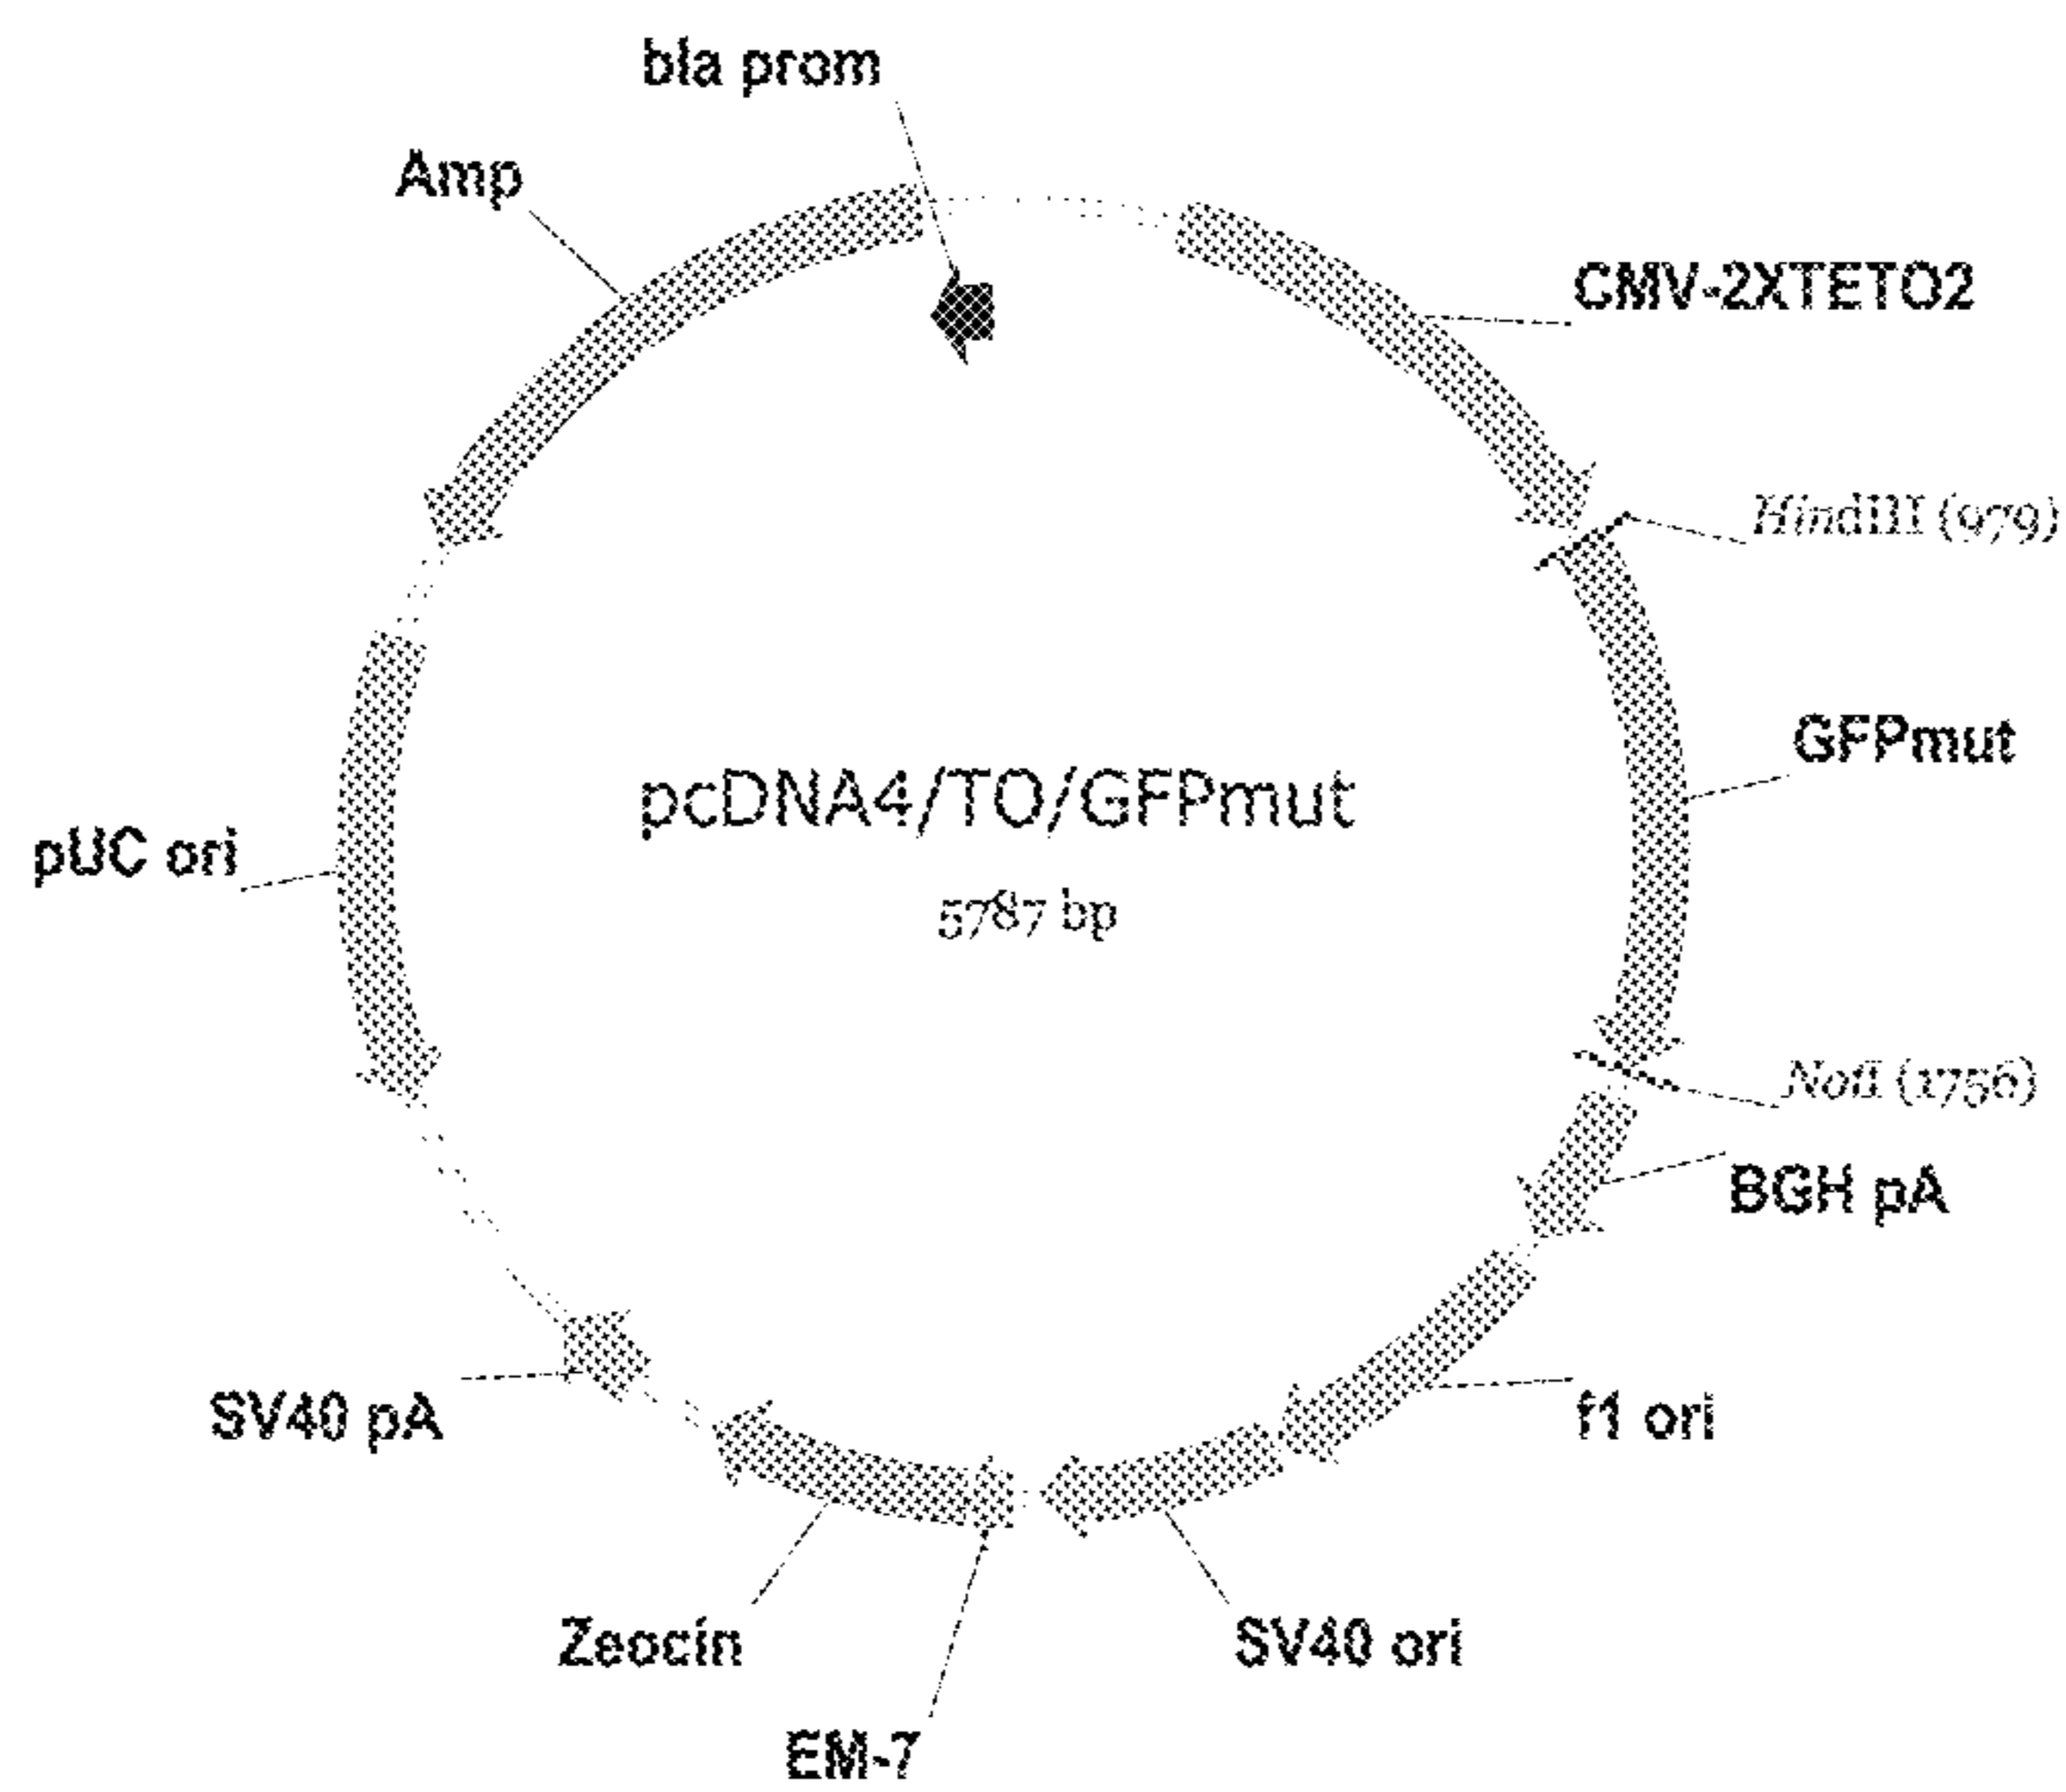 bla prom
Amp
CMV-2XTETO2
HindIII (979)
GFPmut
pcDNA4/TO/GFPmut
pUC ori
5787 bp
NotI (1756)
BGH pA
SV40 pA
f1 ori
Zeocin
SV40 ori
EM-7